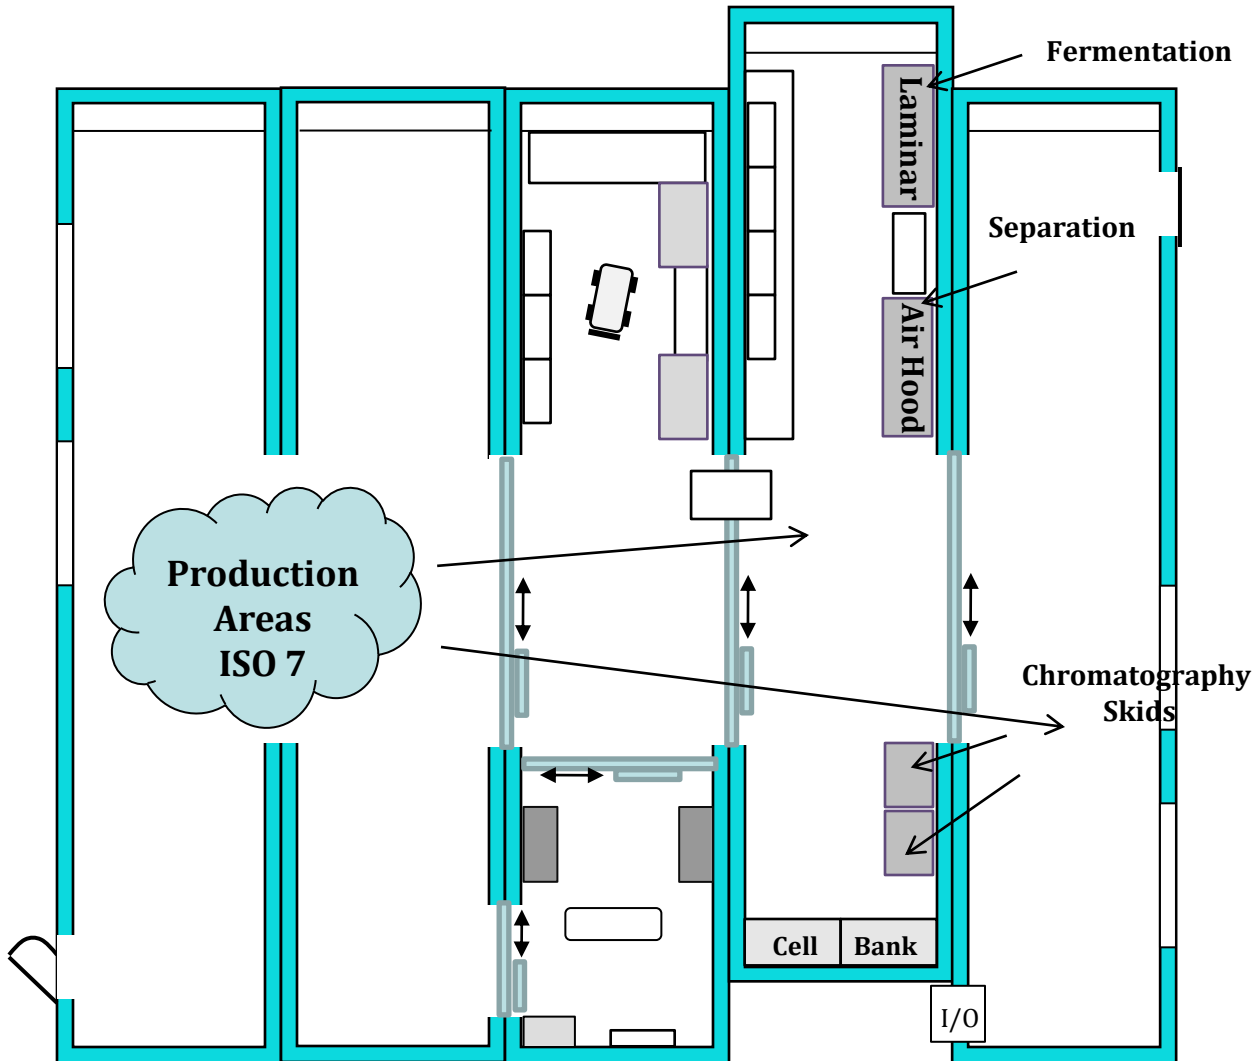 Fermentation
Laminar
Separation
Air Hood
Production
Areas
ISO 7
Chromatography
Skids
Cell Bank
I/O